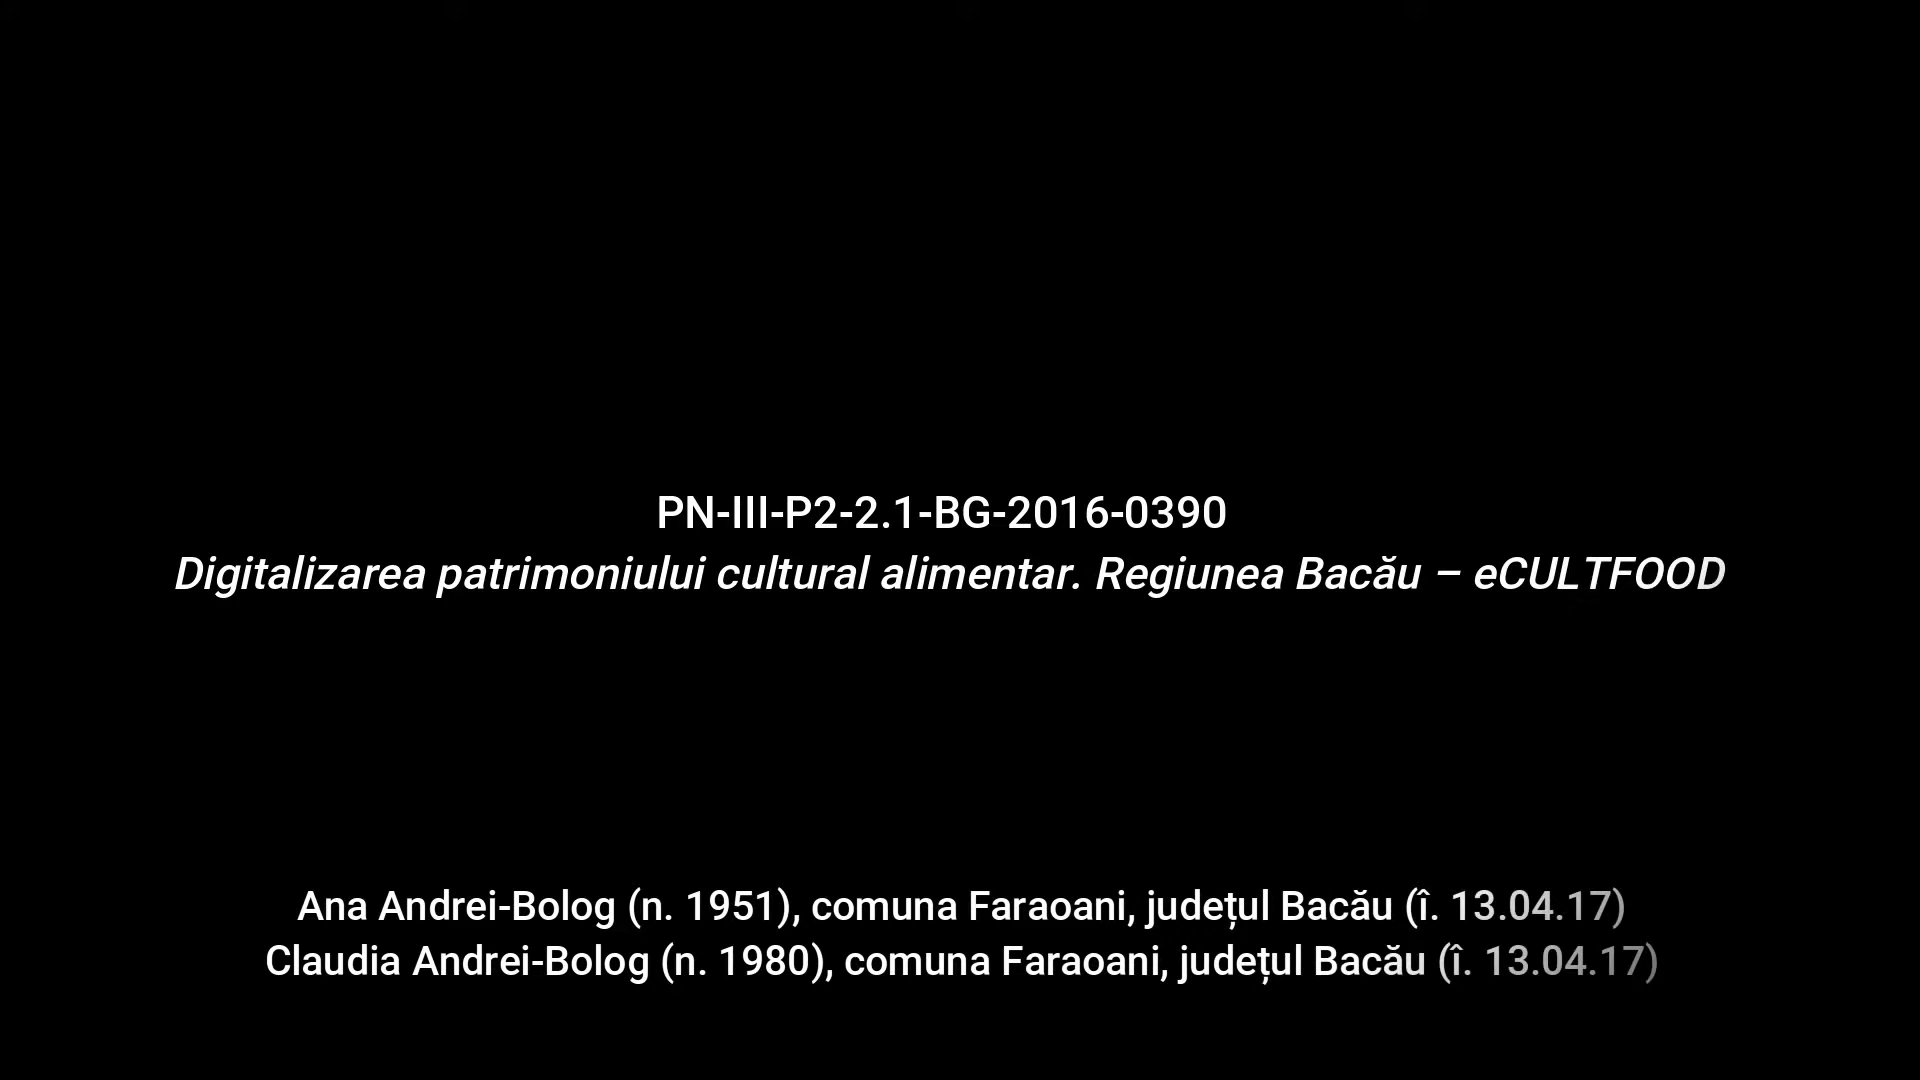 PN-III-P2-2.1-BG-2016-0390
Digitalizarea patrimoniului cultural alimentar. Regiunea Bacău – eCULTFOOD
Ana Andrei-Bolog (n. 1951), comuna Faraoani, județul Bacău (î. 13.04.17)
Claudia Andrei-Bolog (n. 1980), comuna Faraoani, județul Bacău (î. 13.04.17)